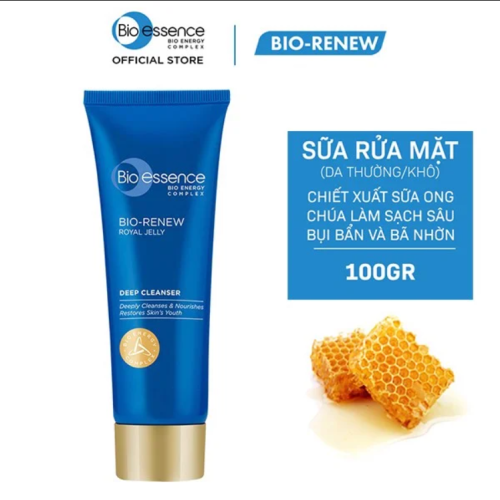 Bio essence
BIO ENERGY
COMPLEX
OFFICIAL STORE
BIO-RENEW
Bio essence
BIO ENERGY
COMPLEX
BIO-RENEW
ROYAL JELLY
DEEP CLEANSER
Deeply Cleanses & Nourishes
Restores Skin's Youth
SỮA RỬA MẶT
(DA THƯỜNG/KHÔ)
CHIẾT XUẤT SỮA ONG
CHÚA LÀM SẠCH SÂU
BỤI BẨN VÀ BÃ NHỜN
100GR